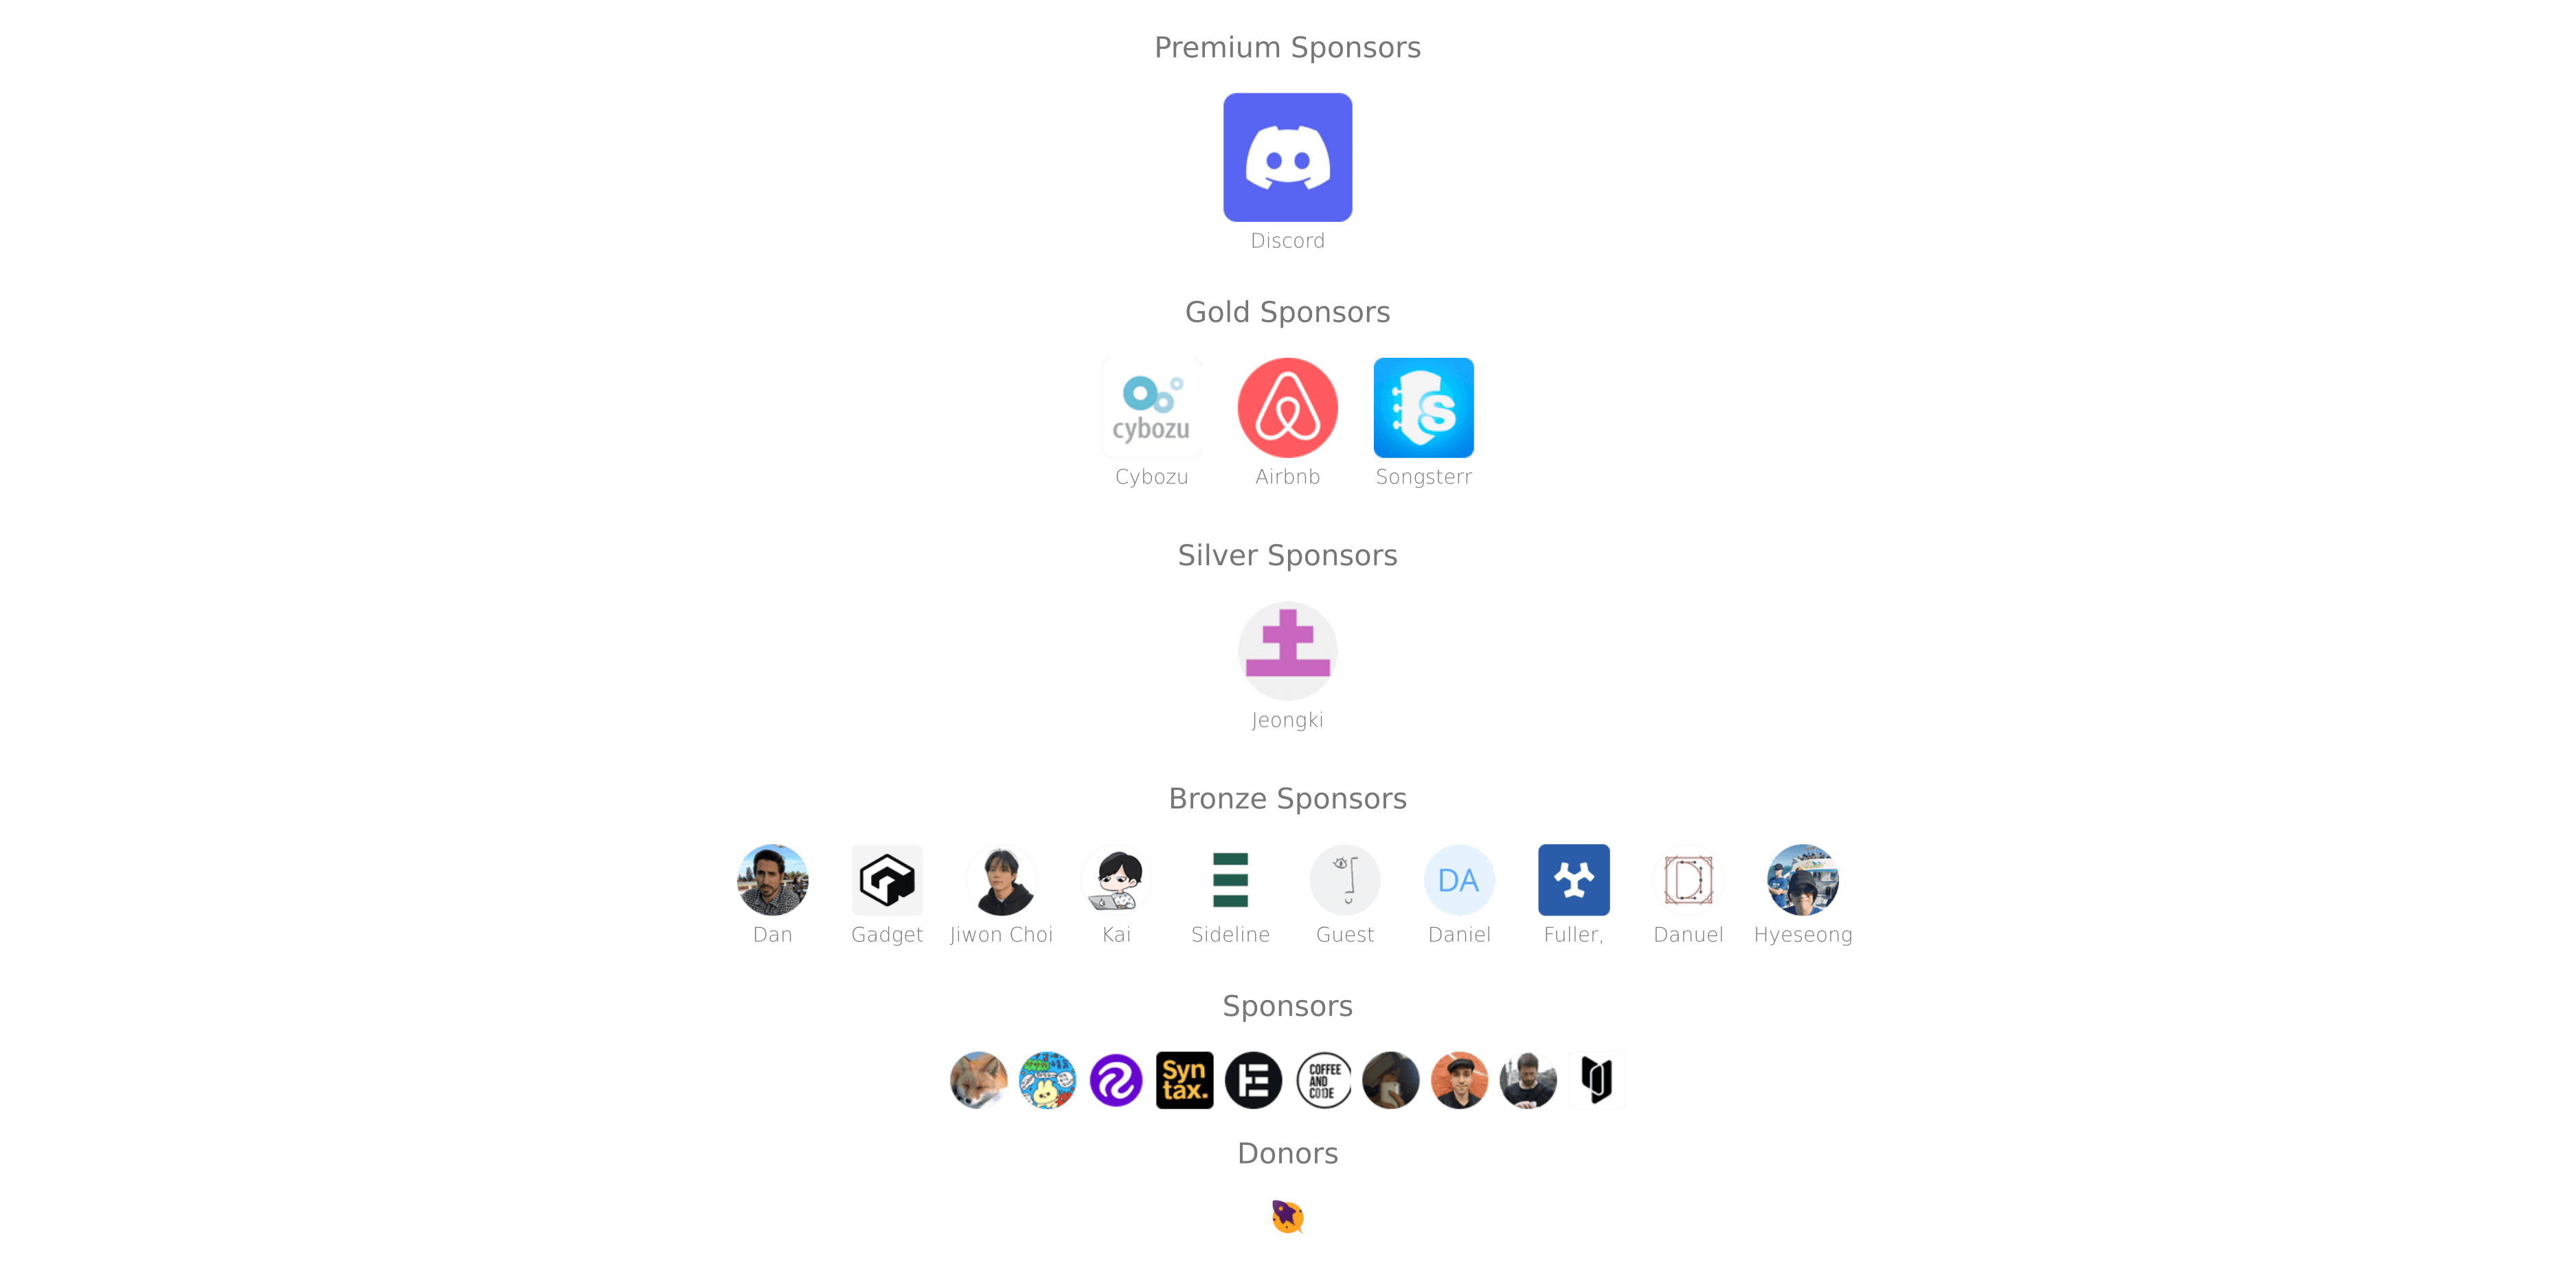 Premium Sponsors
Discord
Gold Sponsors
cybozu
Cybozu Airbnb Songsterr
Silver Sponsors
Jeongki
Bronze Sponsors
DA
Dan Gadget Jiwon Choi Kai Sideline Guest Daniel Fuller, Danuel Hyeseong
Sponsors
Syn
tax.
COFFEE
AND
CODE
Donors